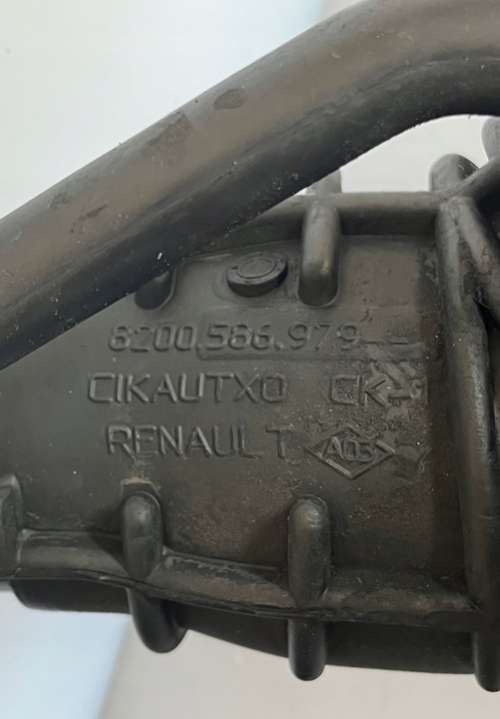 8200.586.979
CIKAUTXO CK
RENAULT A03